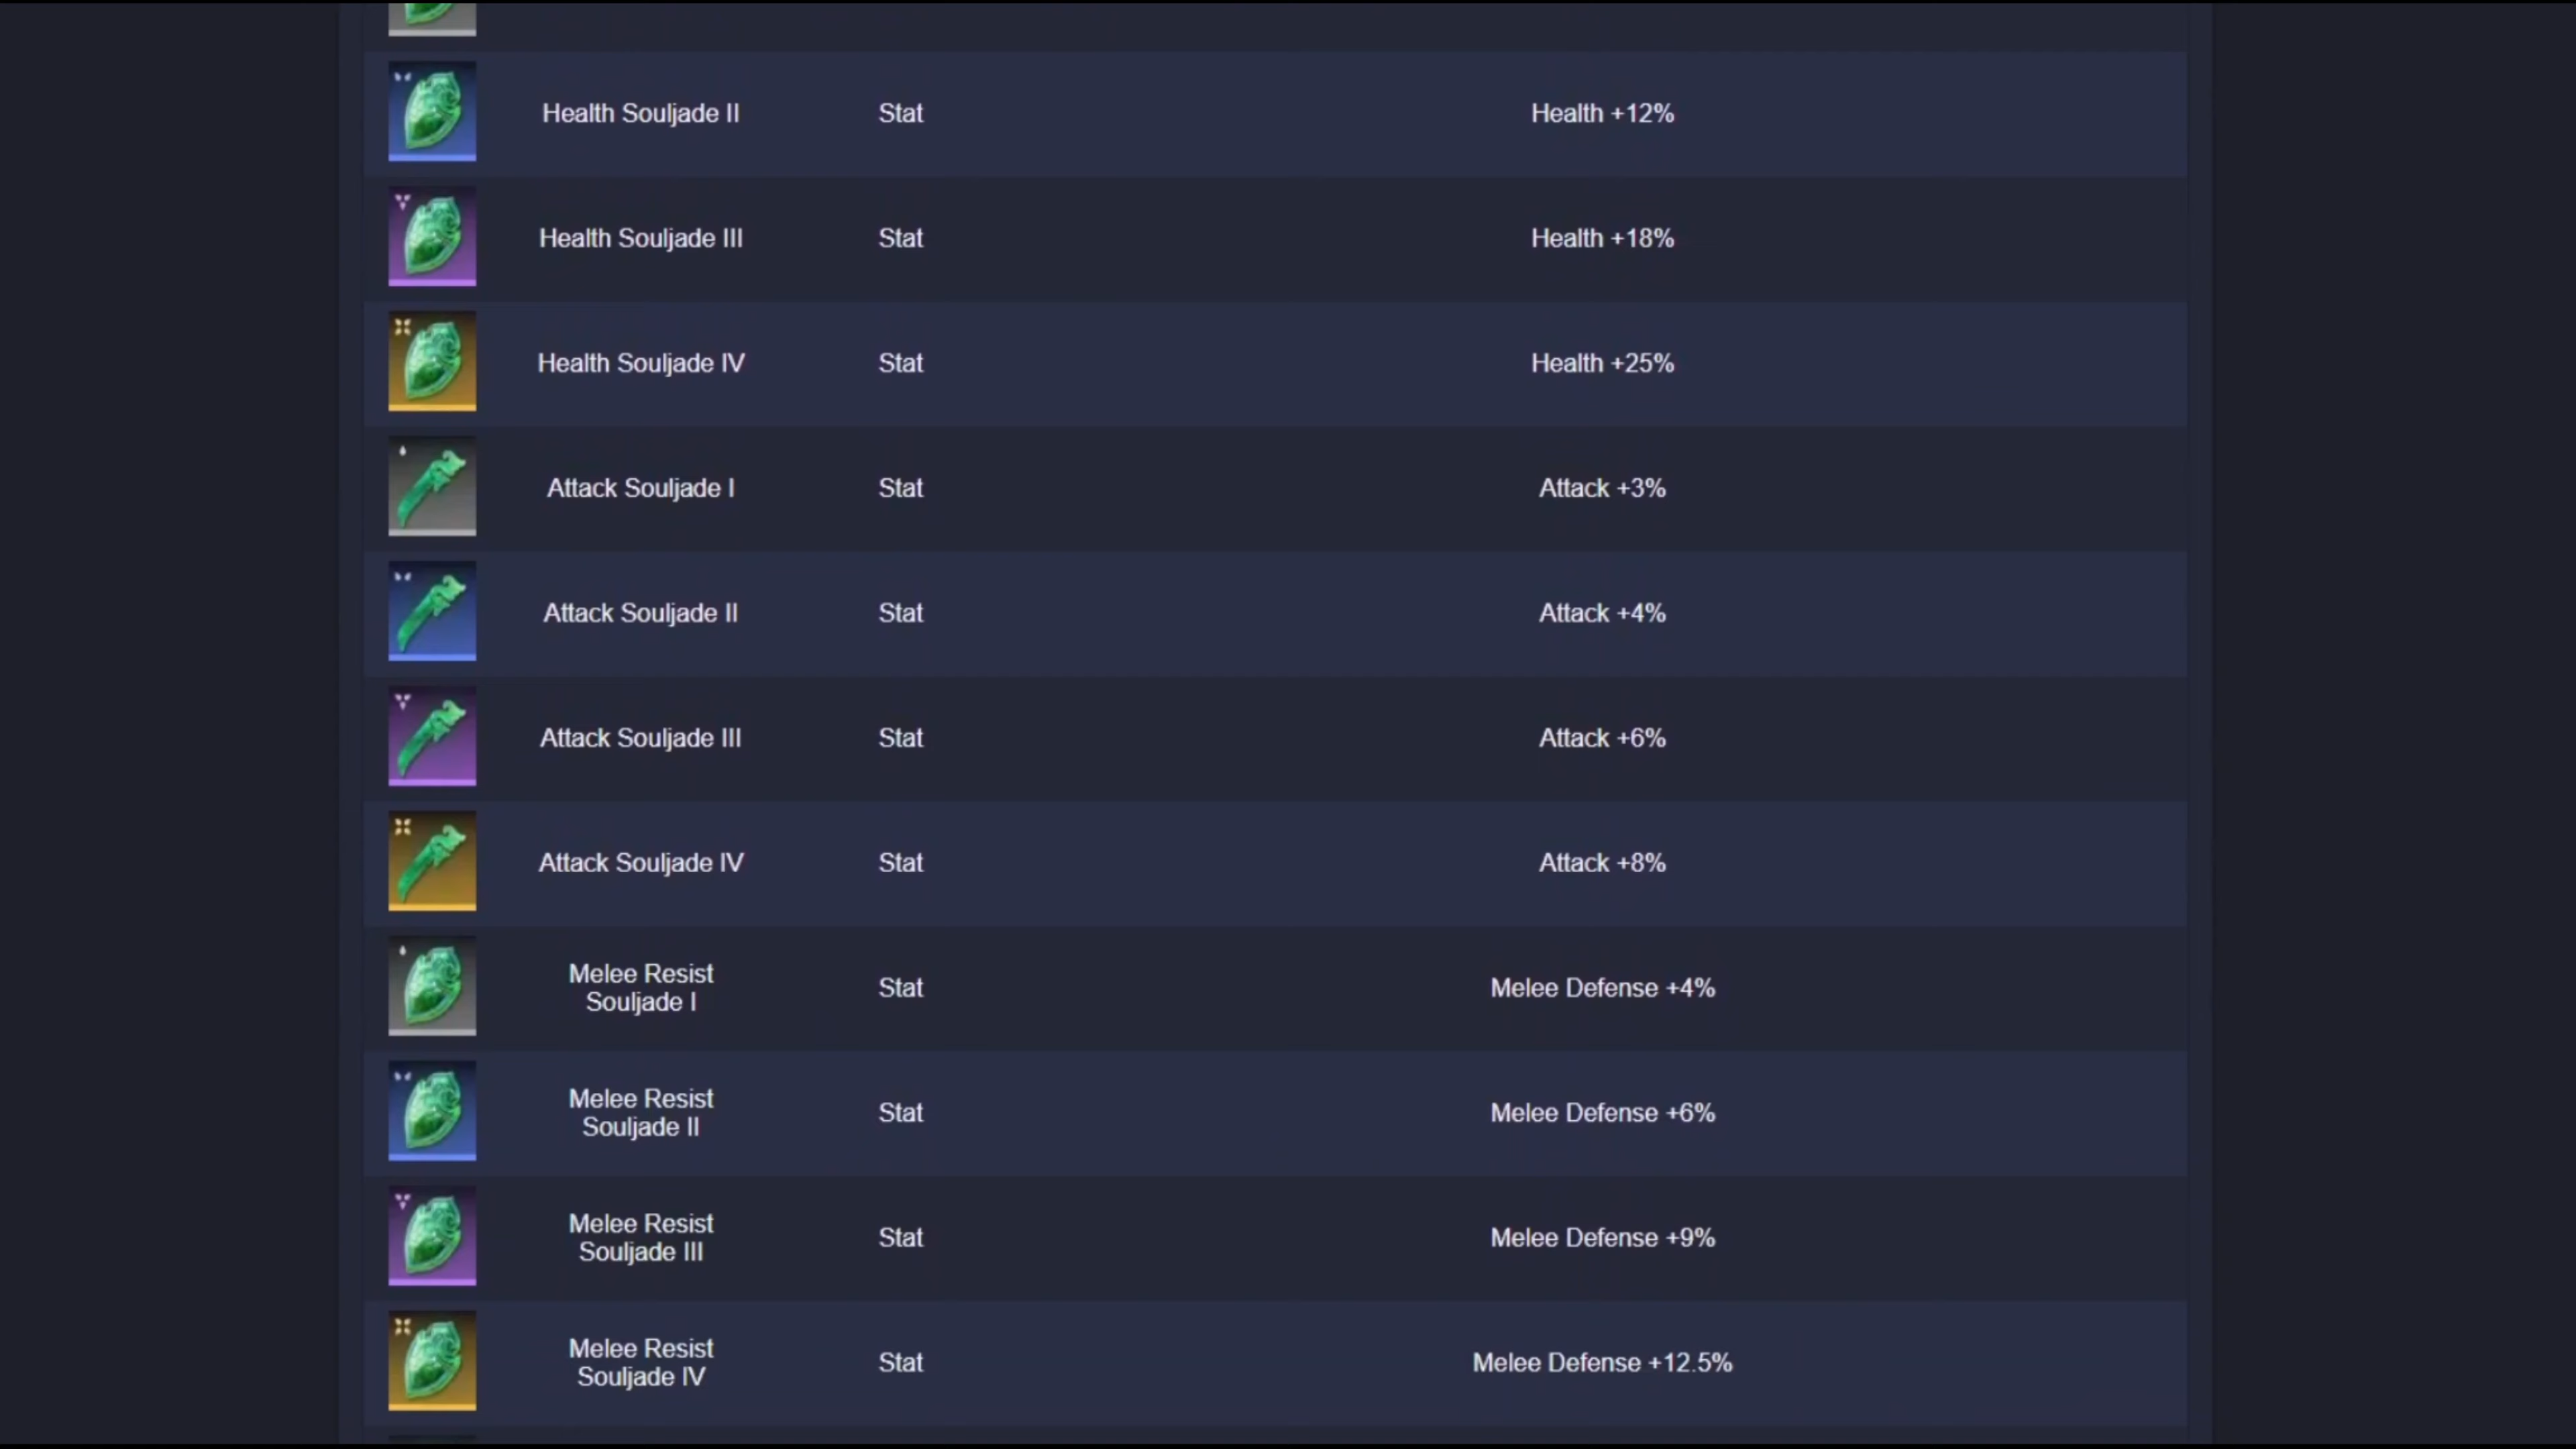 Health Souljade II Stat Health +12%
Health Souljade III Stat Health +18%
Health Souljade IV Stat Health +25%
Attack Souljade I Stat Attack +3%
Attack Souljade II Stat Attack +4%
Attack Souljade III Stat Attack +6%
Attack Souljade IV Stat Attack +8%
Melee Resist
Souljade I Stat Melee Defense +4%
Melee Resist
Souljade II Stat Melee Defense +6%
Melee Resist
Souljade III Stat Melee Defense +9%
Melee Resist
Souljade IV Stat Melee Defense +12.5%